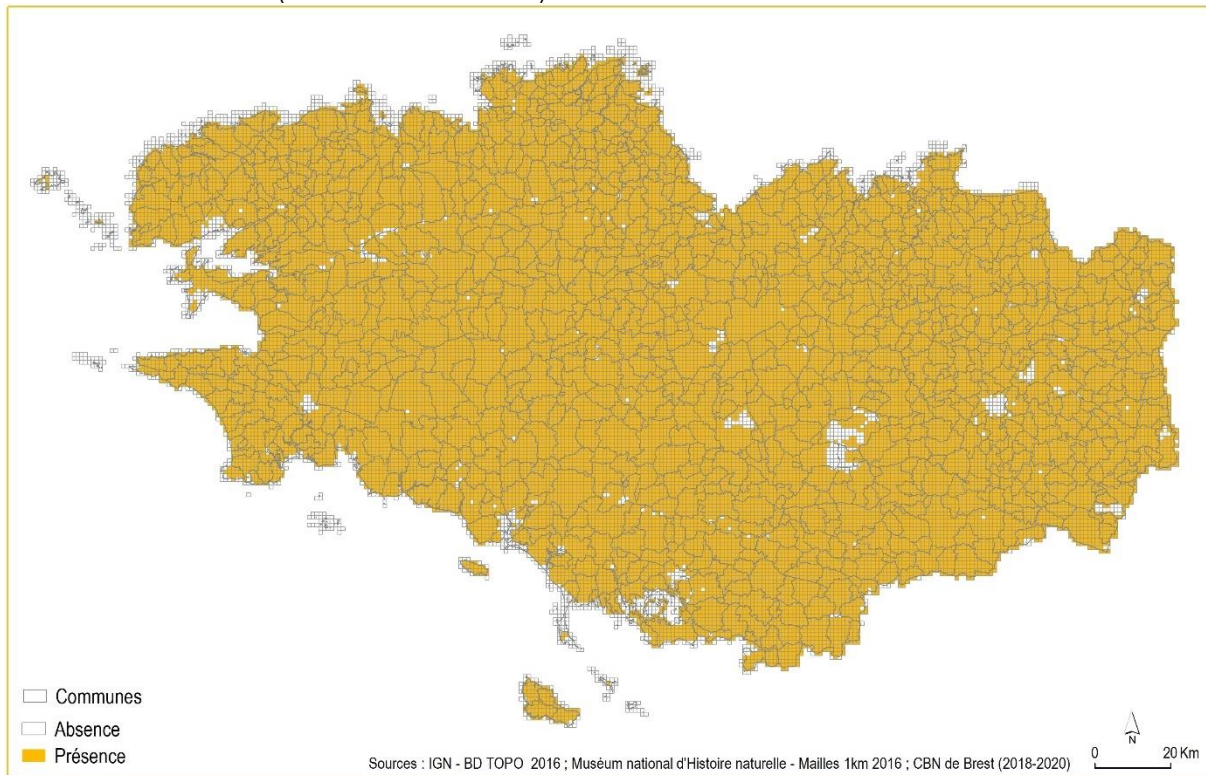 Communes
Absence
Présence
Sources : IGN - BD TOPO 2016 ; Muséum national d'Histoire naturelle - Mailles 1km 2016 ; CBN de Brest (2018-2020)
N
0 20 Km